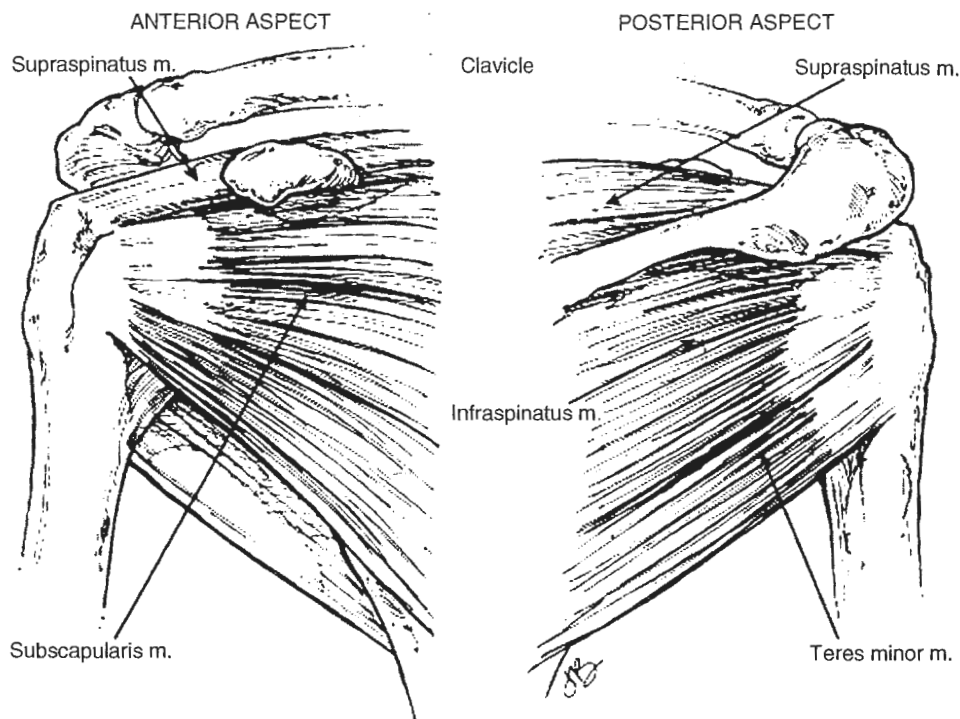 ANTERIOR ASPECT
POSTERIOR ASPECT
Supraspinatus m.
Clavicle
Supraspinatus m.
Infraspinatus m.
Subscapularis m.
Teres minor m.